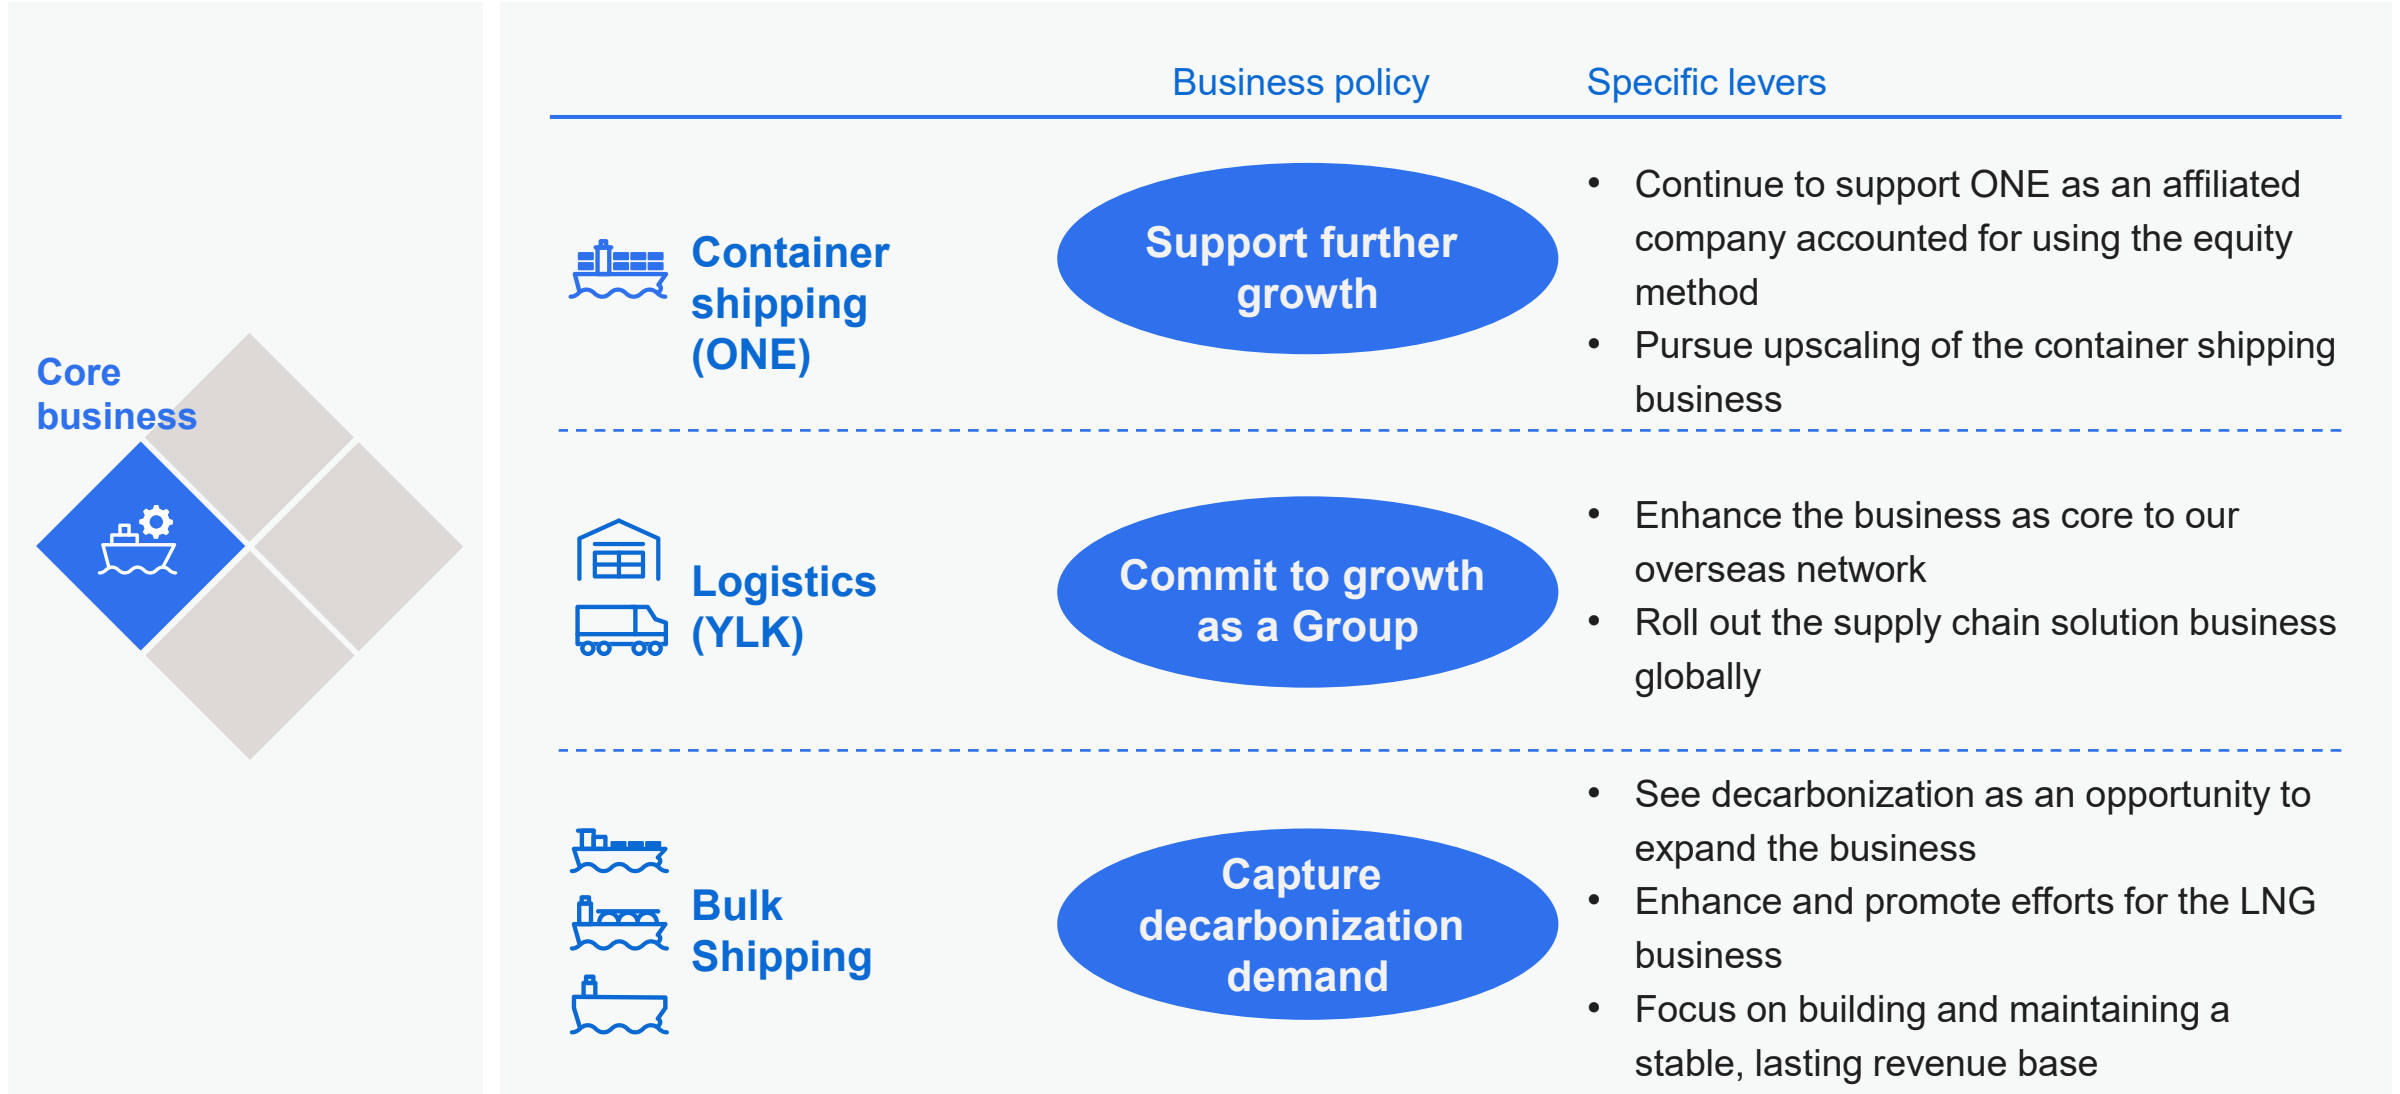 Core
business
Business policy
Specific levers
Container
shipping
(ONE)
Support further
growth
• Continue to support ONE as an affiliated
company accounted for using the equity
method
• Pursue upscaling of the container shipping
business
Logistics
(YLK)
Commit to growth
as a Group
• Enhance the business as core to our
overseas network
• Roll out the supply chain solution business
globally
Bulk
Shipping
Capture
decarbonization
demand
• See decarbonization as an opportunity to
expand the business
• Enhance and promote efforts for the LNG
business
• Focus on building and maintaining a
stable, lasting revenue base